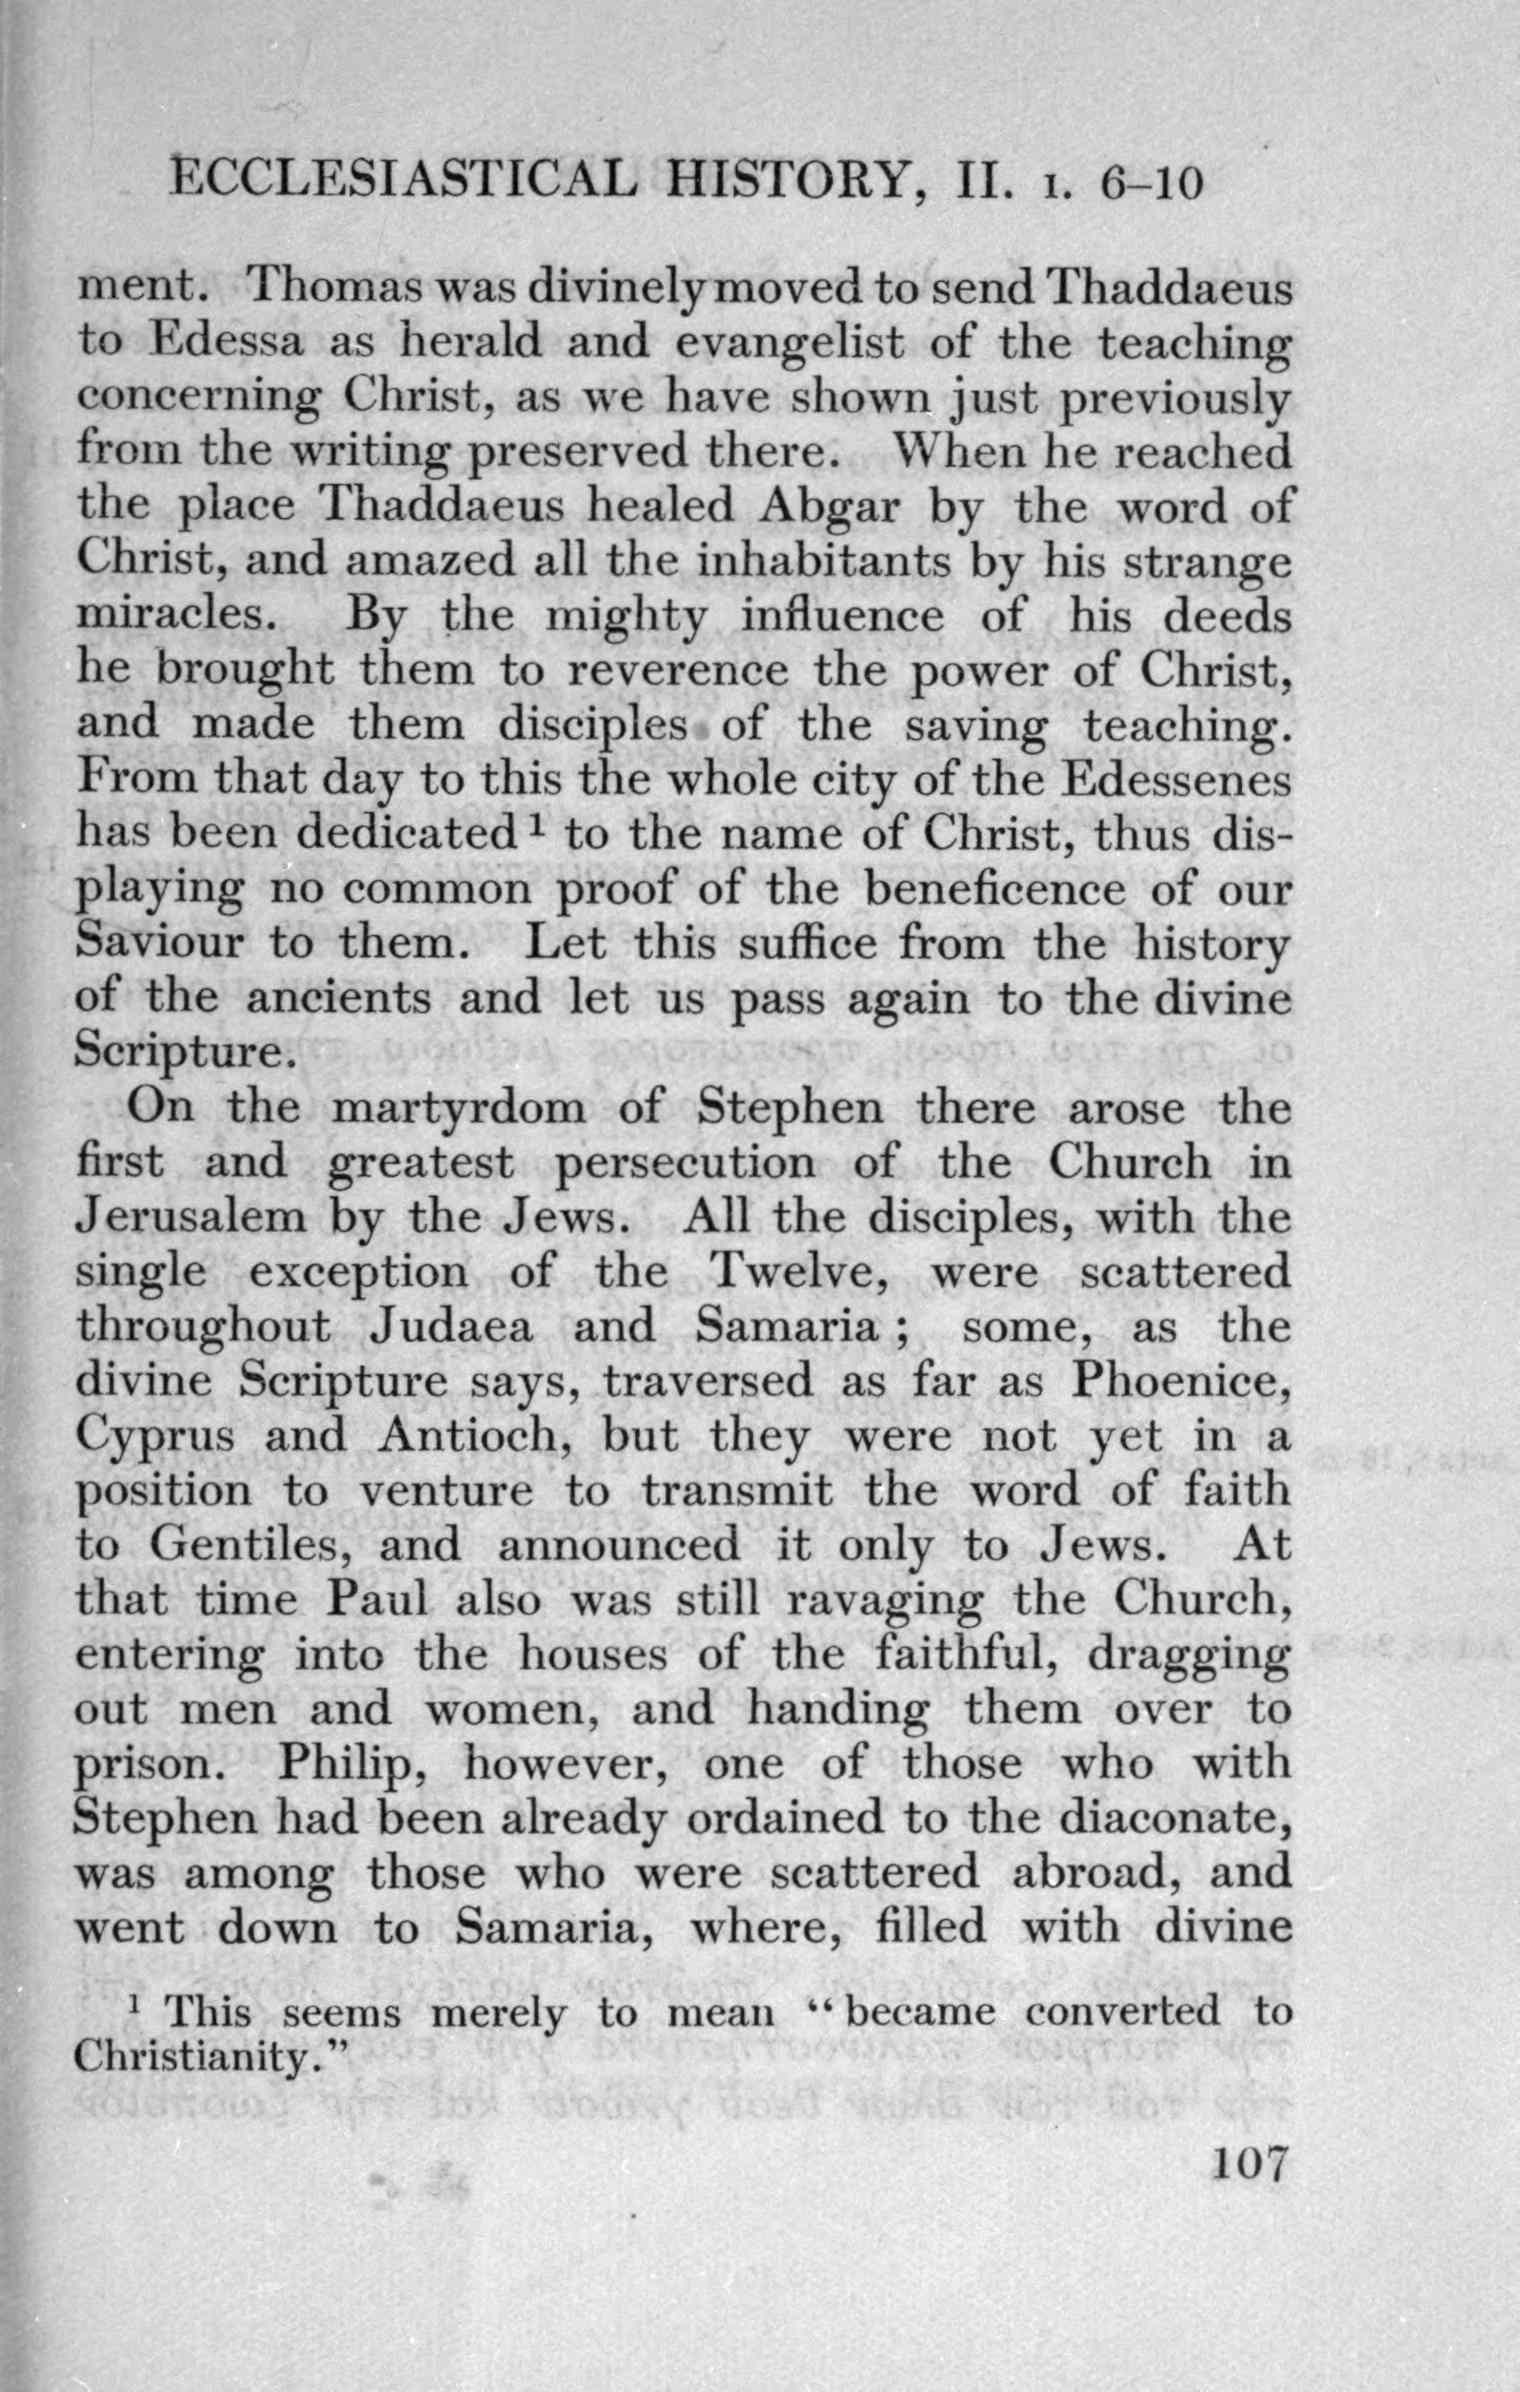 ECCLESIASTICAL HISTORY, II. I. 6–10
ment. Thomas was divinely moved to send Thaddaeus
to Edessa as herald and evangelist of the teaching
concerning Christ, as we have shown just previously
from the writing preserved there. When he reached
the place Thaddaeus healed Abgar by the word of
Christ, and amazed all the inhabitants by his strange
miracles. By the mighty influence of his deeds
he brought them to reverence the power of Christ,
and made them disciples of the saving teaching.
From that day to this the whole city of the Edessenes
has been dedicated¹ to the name of Christ, thus dis-
playing no common proof of the beneficence of our
Saviour to them. Let this suffice from the history
of the ancients and let us pass again to the divine
Scripture.
On the martyrdom of Stephen there arose the
first and greatest persecution of the Church in
Jerusalem by the Jews. All the disciples, with the
single exception of the Twelve, were scattered
throughout Judaea and Samaria ; some, as the
divine Scripture says, traversed as far as Phoenice,
Cyprus and Antioch, but they were not yet in a
position to venture to transmit the word of faith
to Gentiles, and announced it only to Jews. At
that time Paul also was still ravaging the Church,
entering into the houses of the faithful, dragging
out men and women, and handing them over to
prison. Philip, however, one of those who with
Stephen had been already ordained to the diaconate,
was among those who were scattered abroad, and
went down to Samaria, where, filled with divine
¹ This seems merely to mean “became converted to
Christianity.”
107